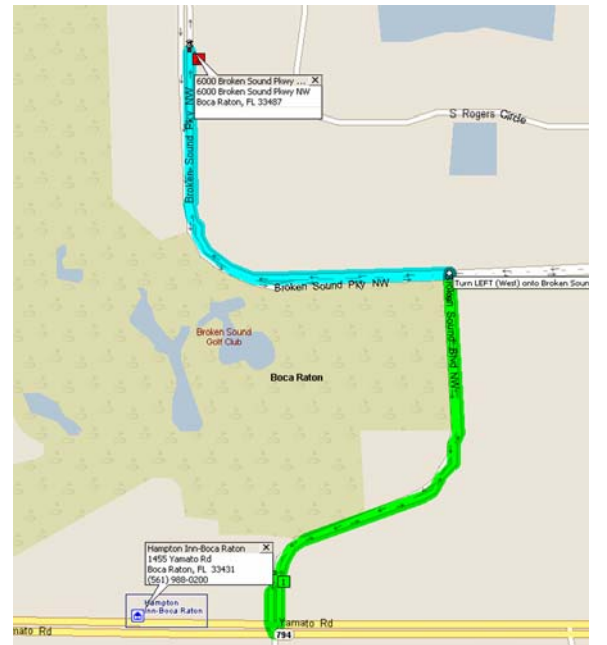 6000 Broken Sound Pkwy ... X
6000 Broken Sound Pkwy NW
Boca Raton, FL 33487
S Rogers Circle
Broken Sound Pky NW
Broken Sound Pky NW
Turn LEFT (West) onto Broken Soun
Broken Sound Blvd NW
Broken Sound
Golf Club
Boca Raton
Hampton Inn-Boca Raton X
1455 Yamato Rd
Boca Raton, FL 33431
(561) 988-0200
1
Hampton
Inn-Boca Raton
mato Rd
Yamato Rd
794